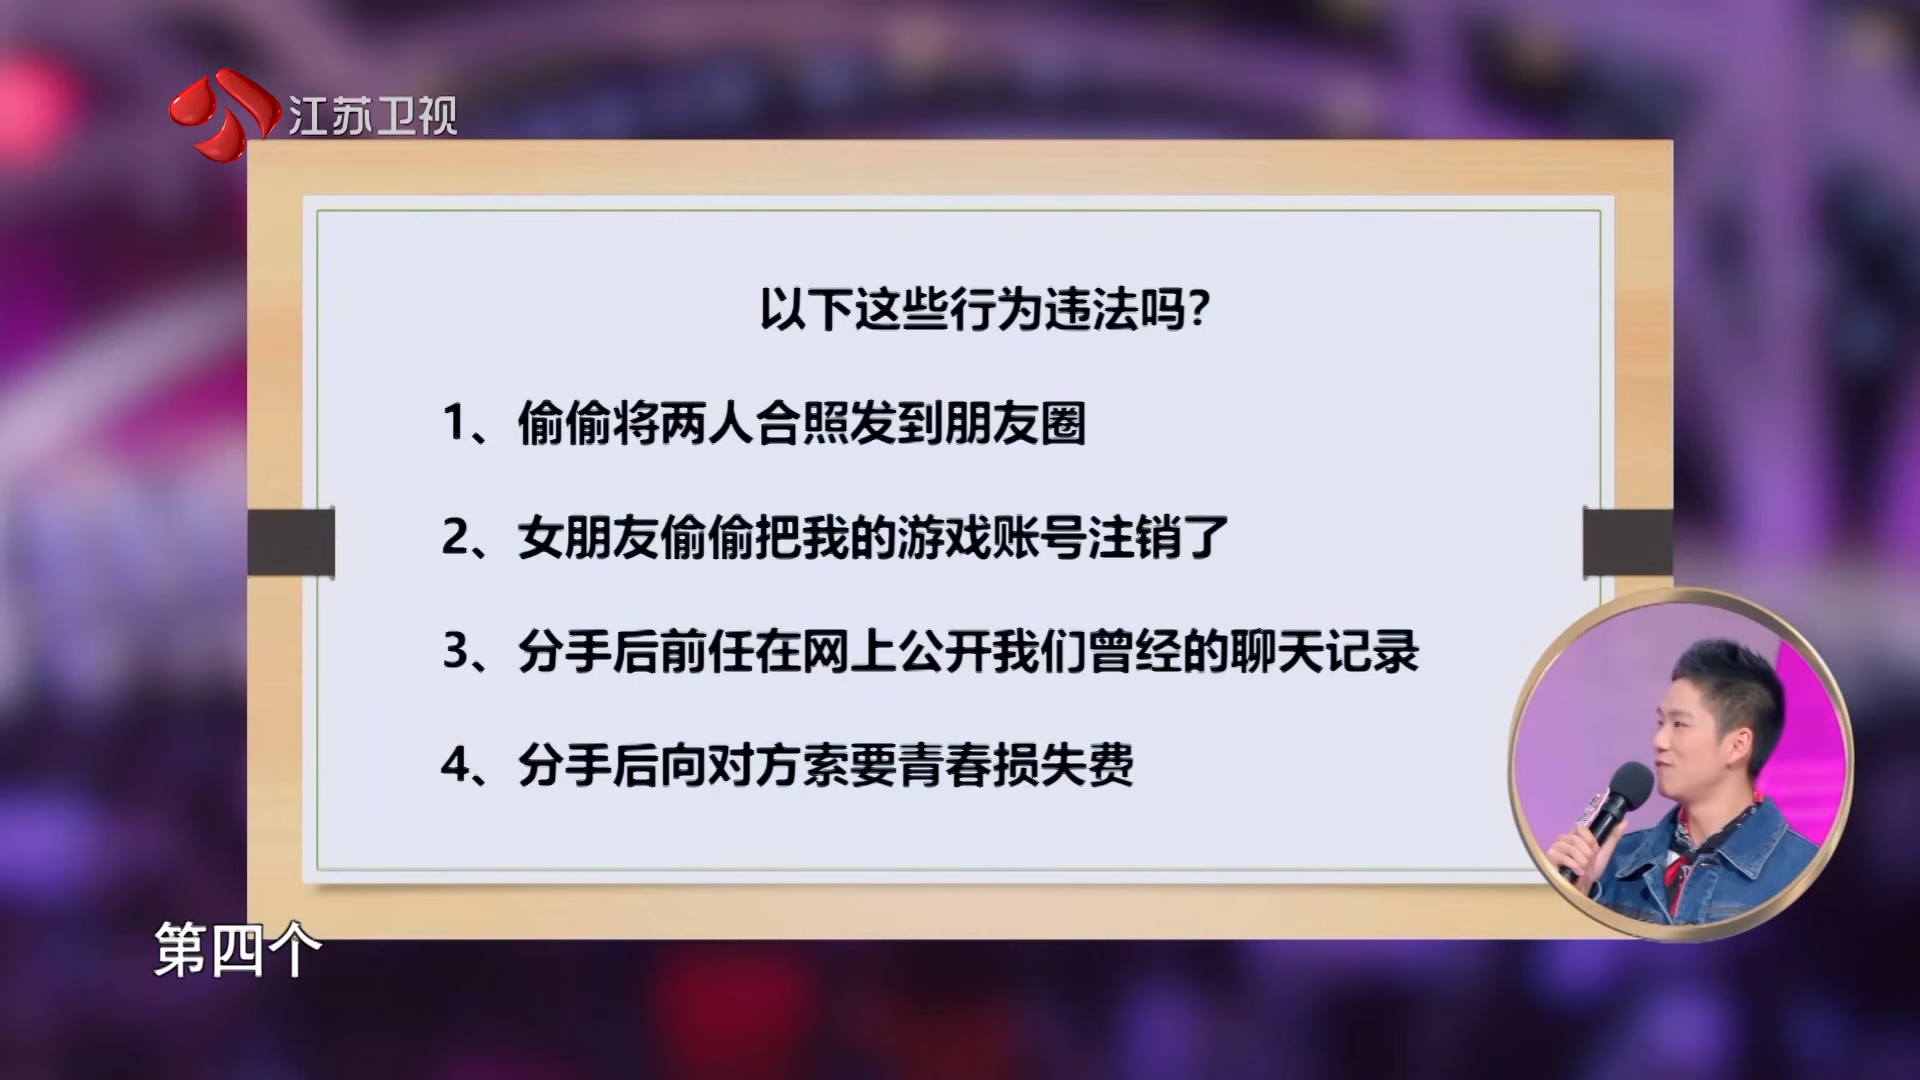 江苏卫视
以下这些行为违法吗？
1、偷偷将两人合照发到朋友圈
2、女朋友偷偷把我的游戏账号注销了
3、分手后前任在网上公开我们曾经的聊天记录
4、分手后向对方索要青春损失费
第四个